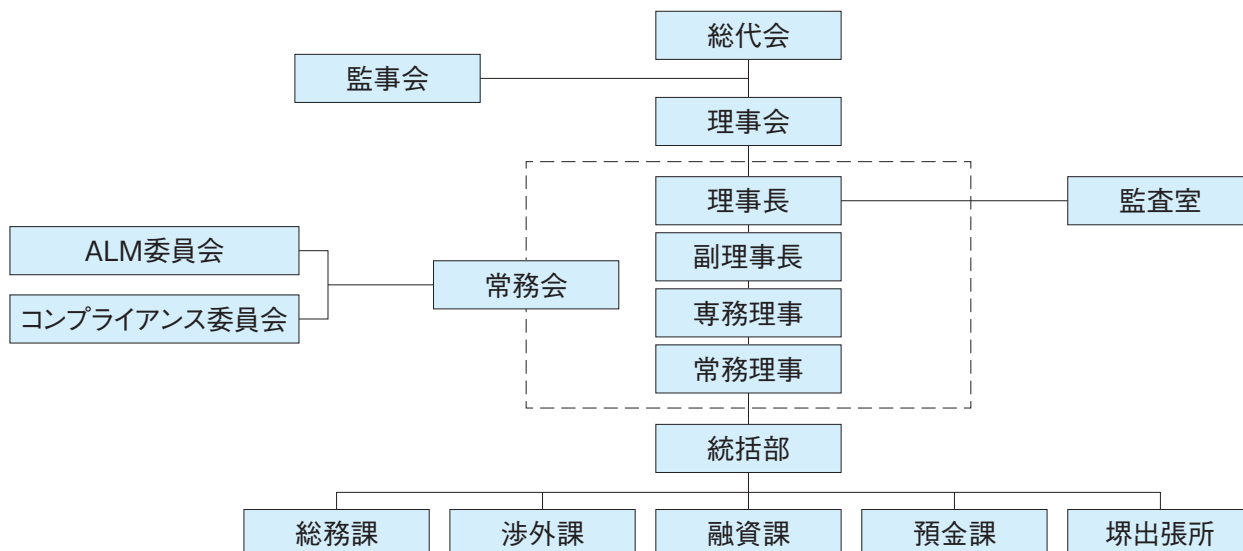 総代会
監事会
理事会
理事長
監査室
ALM委員会
副理事長
常務会
コンプライアンス委員会
専務理事
常務理事
統括部
総務課
渉外課
融資課
預金課
堺出張所